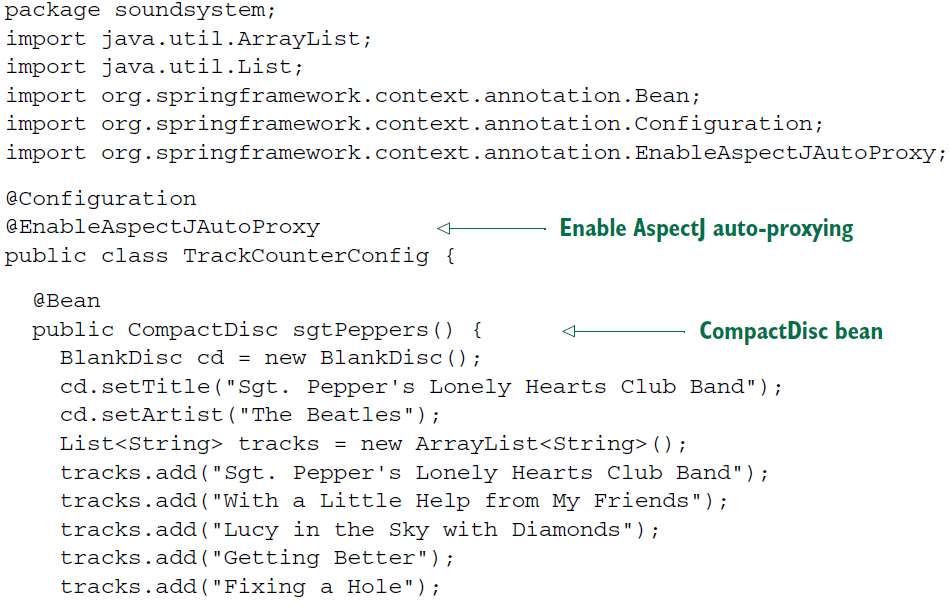 package soundsystem;
import java.util.ArrayList;
import java.util.List;
import org.springframework.context.annotation.Bean;
import org.springframework.context.annotation.Configuration;
import org.springframework.context.annotation.EnableAspectJAutoProxy;
@Configuration
@EnableAspectJAutoProxy Enable AspectJ auto-proxying
public class TrackCounterConfig {
@Bean
public CompactDisc sgtPeppers() { CompactDisc bean
BlankDisc cd = new BlankDisc();
cd.setTitle("Sgt. Pepper's Lonely Hearts Club Band");
cd.setArtist("The Beatles");
List<String> tracks = new ArrayList<String>();
tracks.add("Sgt. Pepper's Lonely Hearts Club Band");
tracks.add("With a Little Help from My Friends");
tracks.add("Lucy in the Sky with Diamonds");
tracks.add("Getting Better");
tracks.add("Fixing a Hole");